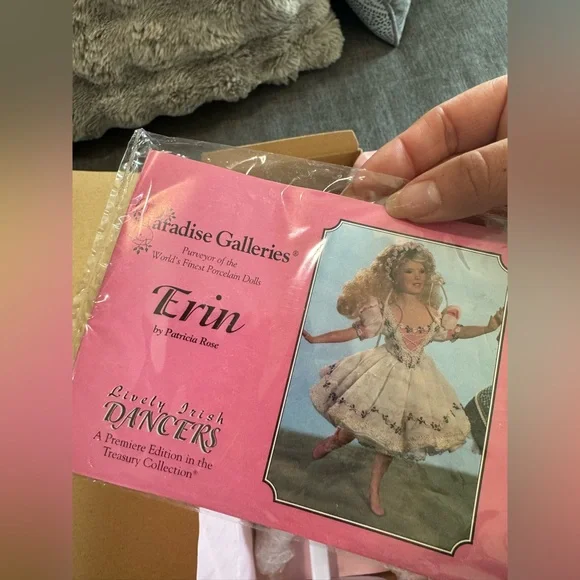 Paradise Galleries®
Purveyor of the
World's Finest Porcelain Dolls
Erin
by Patricia Rose
Lively Irish
DANCERS
A Premiere Edition in the
Treasury Collection®